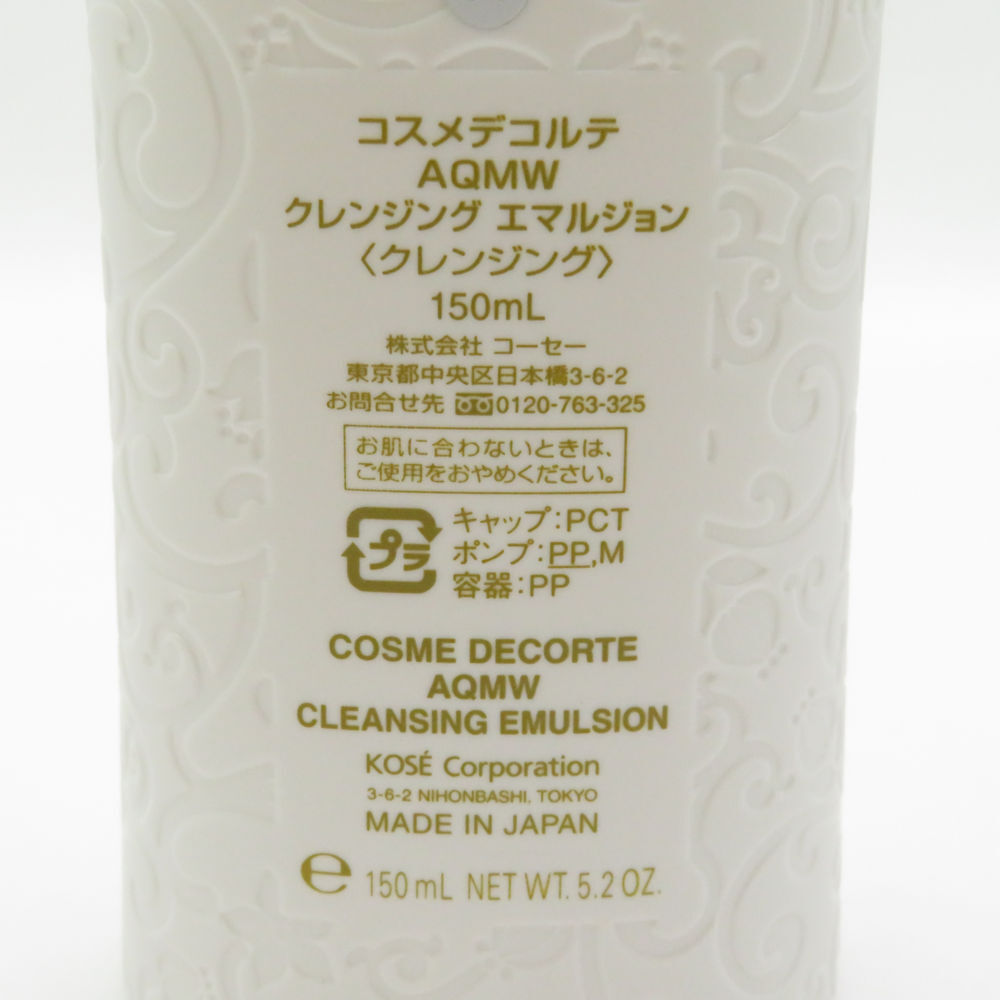 コスメデコルテ
AQMW
クレンジング エマルジョン
〈クレンジング〉
150mL
株式会社 コーセー
東京都中央区日本橋3-6-2
お問合せ先 0120-763-325
お肌に合わないときは、
ご使用をおやめください。
プラ
キャップ:PCT
ポンプ:PP,M
容器:PP
COSME DECORTE
AQMW
CLEANSING EMULSION
KOSÉ Corporation
3-6-2 NIHONBASHI, TOKYO
MADE IN JAPAN
℮ 150 mL NET WT. 5.2 OZ.